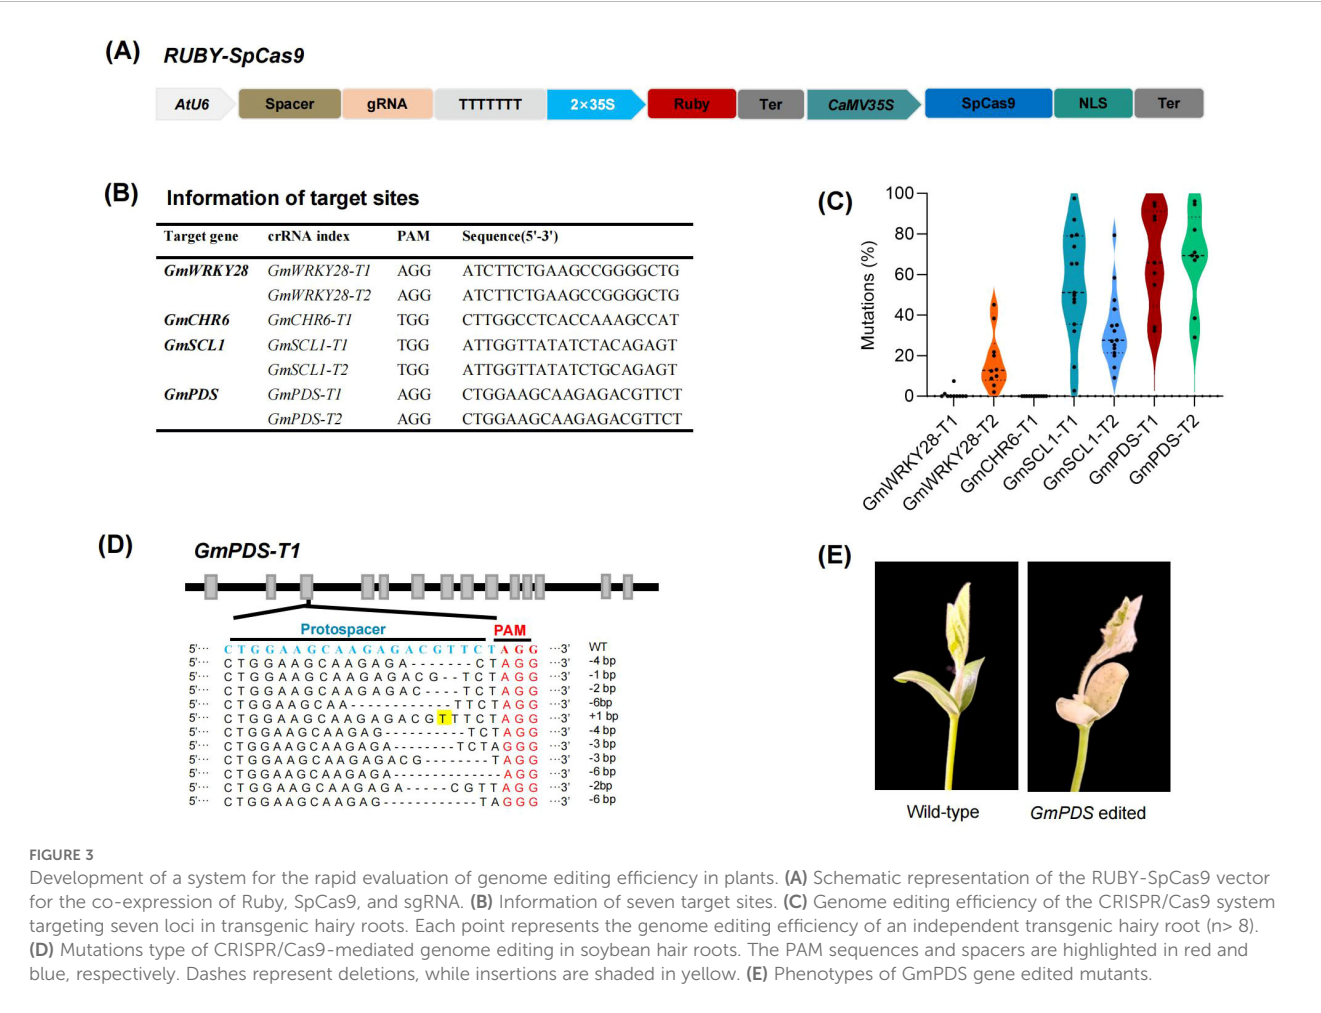 (A) RUBY-SpCas9
AtU6 Spacer gRNA TTTTTTT 2×35S Ruby Ter CaMV35S SpCas9 NLS Ter
(B) Information of target sites
Target gene crRNA index PAM Sequence(5'-3')
GmWRKY28 GmWRKY28-T1 AGG ATCTTCTGAAGCCGGGGCTG
GmWRKY28-T2 AGG ATCTTCTGAAGCCGGGGCTG
GmCHR6 GmCHR6-T1 TGG CTTGGCCTCACCAAAGCCAT
GmSCL1 GmSCL1-T1 TGG ATTGGTTATATCTACAGAGT
GmSCL1-T2 TGG ATTGGTTATATCTGCAGAGT
GmPDS GmPDS-T1 AGG CTGGAAGCAAGAGACGTTCT
GmPDS-T2 AGG CTGGAAGCAAGAGACGTTCT
(C)
Mutations (%)
100
80
60
40
20
0
GmWRKY28-T1
GmWRKY28-T2
GmCHR6-T1
GmSCL1-T1
GmSCL1-T2
GmPDS-T1
GmPDS-T2
(D) GmPDS-T1
Protospacer PAM
5'··· CTGGAAGCAAGAGACGTTCTAGG ···3' WT
5'··· CTGGAAGCAAGAGA-------CTAGG ···3' -4 bp
5'··· CTGGAAGCAAGAGACG--TCTAGG ···3' -1 bp
5'··· CTGGAAGCAAGAGAC----TCTAGG ···3' -2 bp
5'··· CTGGAAGCAA-----------TTCTAGG ···3' -6bp
5'··· CTGGAAGCAAGAGACGTTTCTAGG ···3' +1 bp
5'··· CTGGAAGCAAGAG---------TCTAGG ···3' -4 bp
5'··· CTGGAAGCAAGAGA-------TCTAGGG ···3' -3 bp
5'··· CTGGAAGCAAGAGACG--------TAGG ···3' -3 bp
5'··· CTGGAAGCAAGAGA------------AGG ···3' -6 bp
5'··· CTGGAAGCAAGAGA-----CGTTAGG ···3' -2bp
5'··· CTGGAAGCAAGAG-----------TAGGG ···3' -6 bp
(E)
Wild-type GmPDS edited
FIGURE 3
Development of a system for the rapid evaluation of genome editing efficiency in plants. (A) Schematic representation of the RUBY-SpCas9 vector
for the co-expression of Ruby, SpCas9, and sgRNA. (B) Information of seven target sites. (C) Genome editing efficiency of the CRISPR/Cas9 system
targeting seven loci in transgenic hairy roots. Each point represents the genome editing efficiency of an independent transgenic hairy root (n> 8).
(D) Mutations type of CRISPR/Cas9-mediated genome editing in soybean hair roots. The PAM sequences and spacers are highlighted in red and
blue, respectively. Dashes represent deletions, while insertions are shaded in yellow. (E) Phenotypes of GmPDS gene edited mutants.